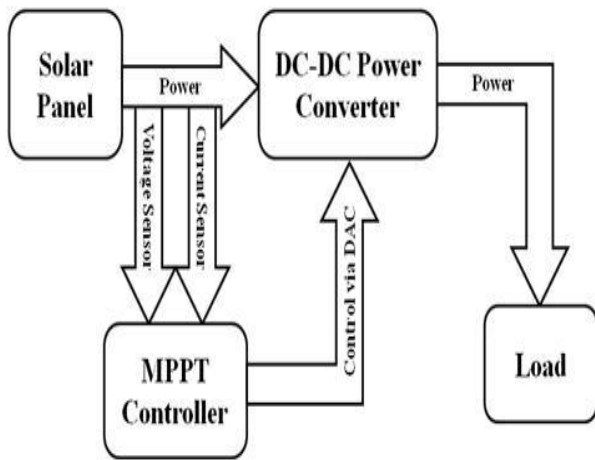 Solar
Panel
Power
DC-DC Power
Converter
Power
Voltage Sensor
Current Sensor
Control via DAC
MPPT
Controller
Load